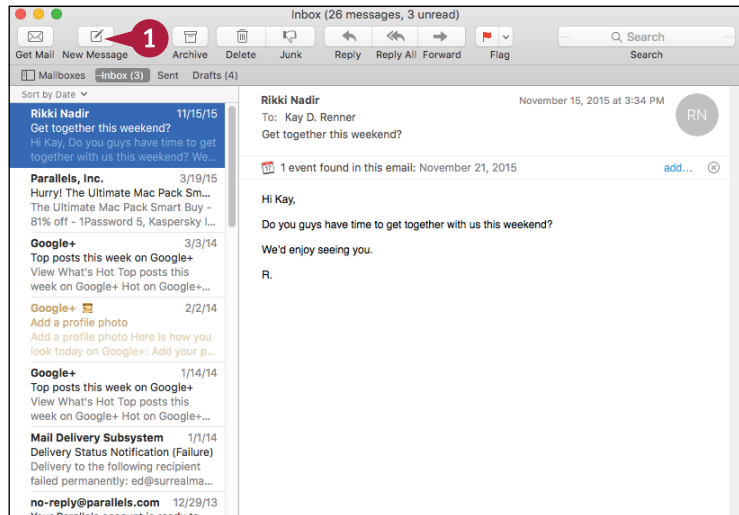 Inbox (26 messages, 3 unread)
1
Search
Get Mail New Message Archive Delete Junk Reply Reply All Forward Flag Search
Mailboxes Inbox (3) Sent Drafts (4)
Sort by Date
Rikki Nadir 11/15/15
Get together this weekend?
Hi Kay, Do you guys have time to get
together with us this weekend? We...
Parallels, Inc. 3/19/15
Hurry! The Ultimate Mac Pack Sm...
The Ultimate Mac Pack Smart Buy -
81% off - 1Password 5, Kaspersky I...
Google+ 3/3/14
Top posts this week on Google+
View What's Hot Top posts this
week on Google+ Hot on Google+...
Google+ 2/2/14
Add a profile photo
Add a profile photo Here is how you
look today on Google+: Add your p...
Google+ 1/14/14
Top posts this week on Google+
View What's Hot Top posts this
week on Google+ Hot on Google+...
Mail Delivery Subsystem 1/1/14
Delivery Status Notification (Failure)
Delivery to the following recipient
failed permanently: ed@surrealma...
no-reply@parallels.com 12/29/13
Rikki Nadir November 15, 2015 at 3:34 PM
RN
To: Kay D. Renner
Get together this weekend?
17
1 event found in this email: November 21, 2015 add...
Hi Kay,
Do you guys have time to get together with us this weekend?
We'd enjoy seeing you.
R.